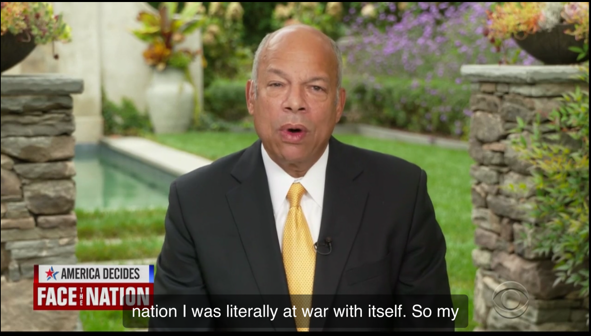 AMERICA DECIDES
FACE THE NATION
nation I was literally at war with itself. So my